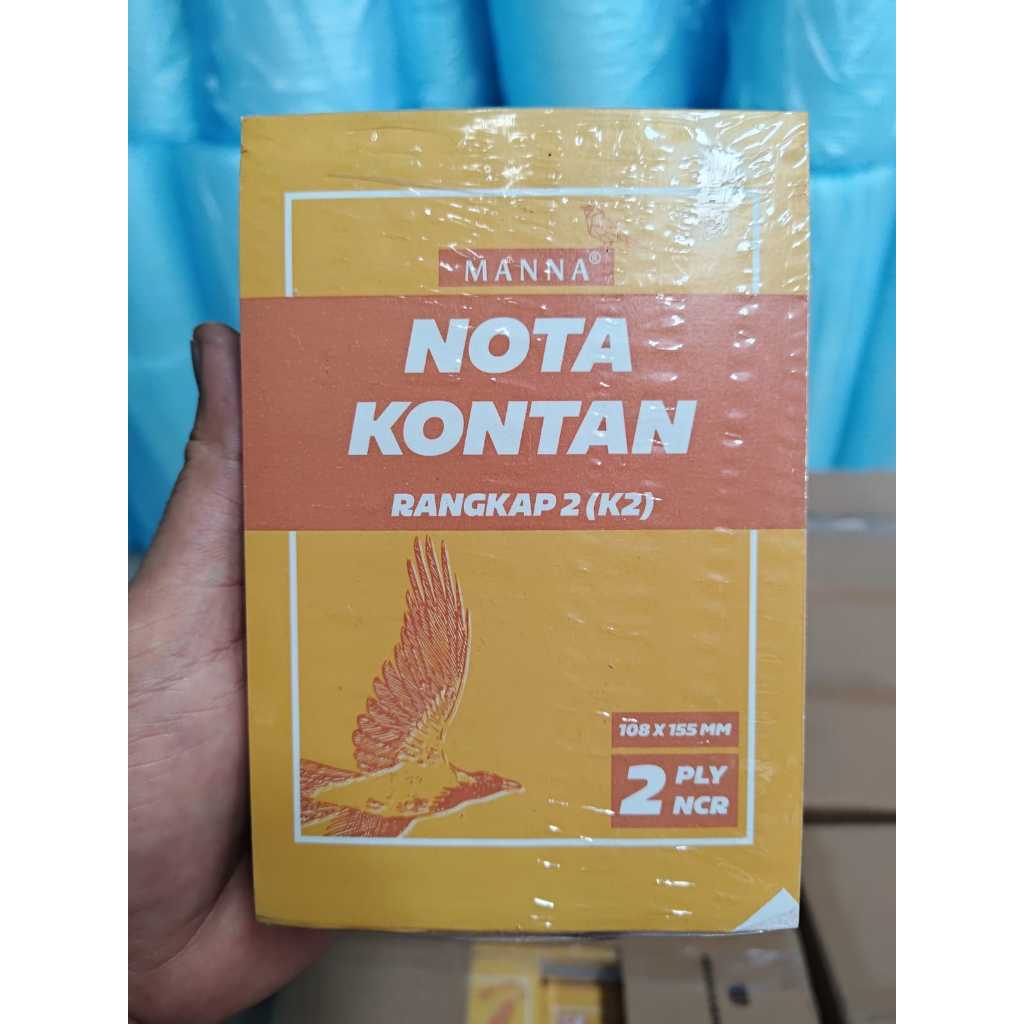 MANNA®
NOTA
KONTAN
RANGKAP 2 (K2)
108 X 155 MM
2 PLY
NCR